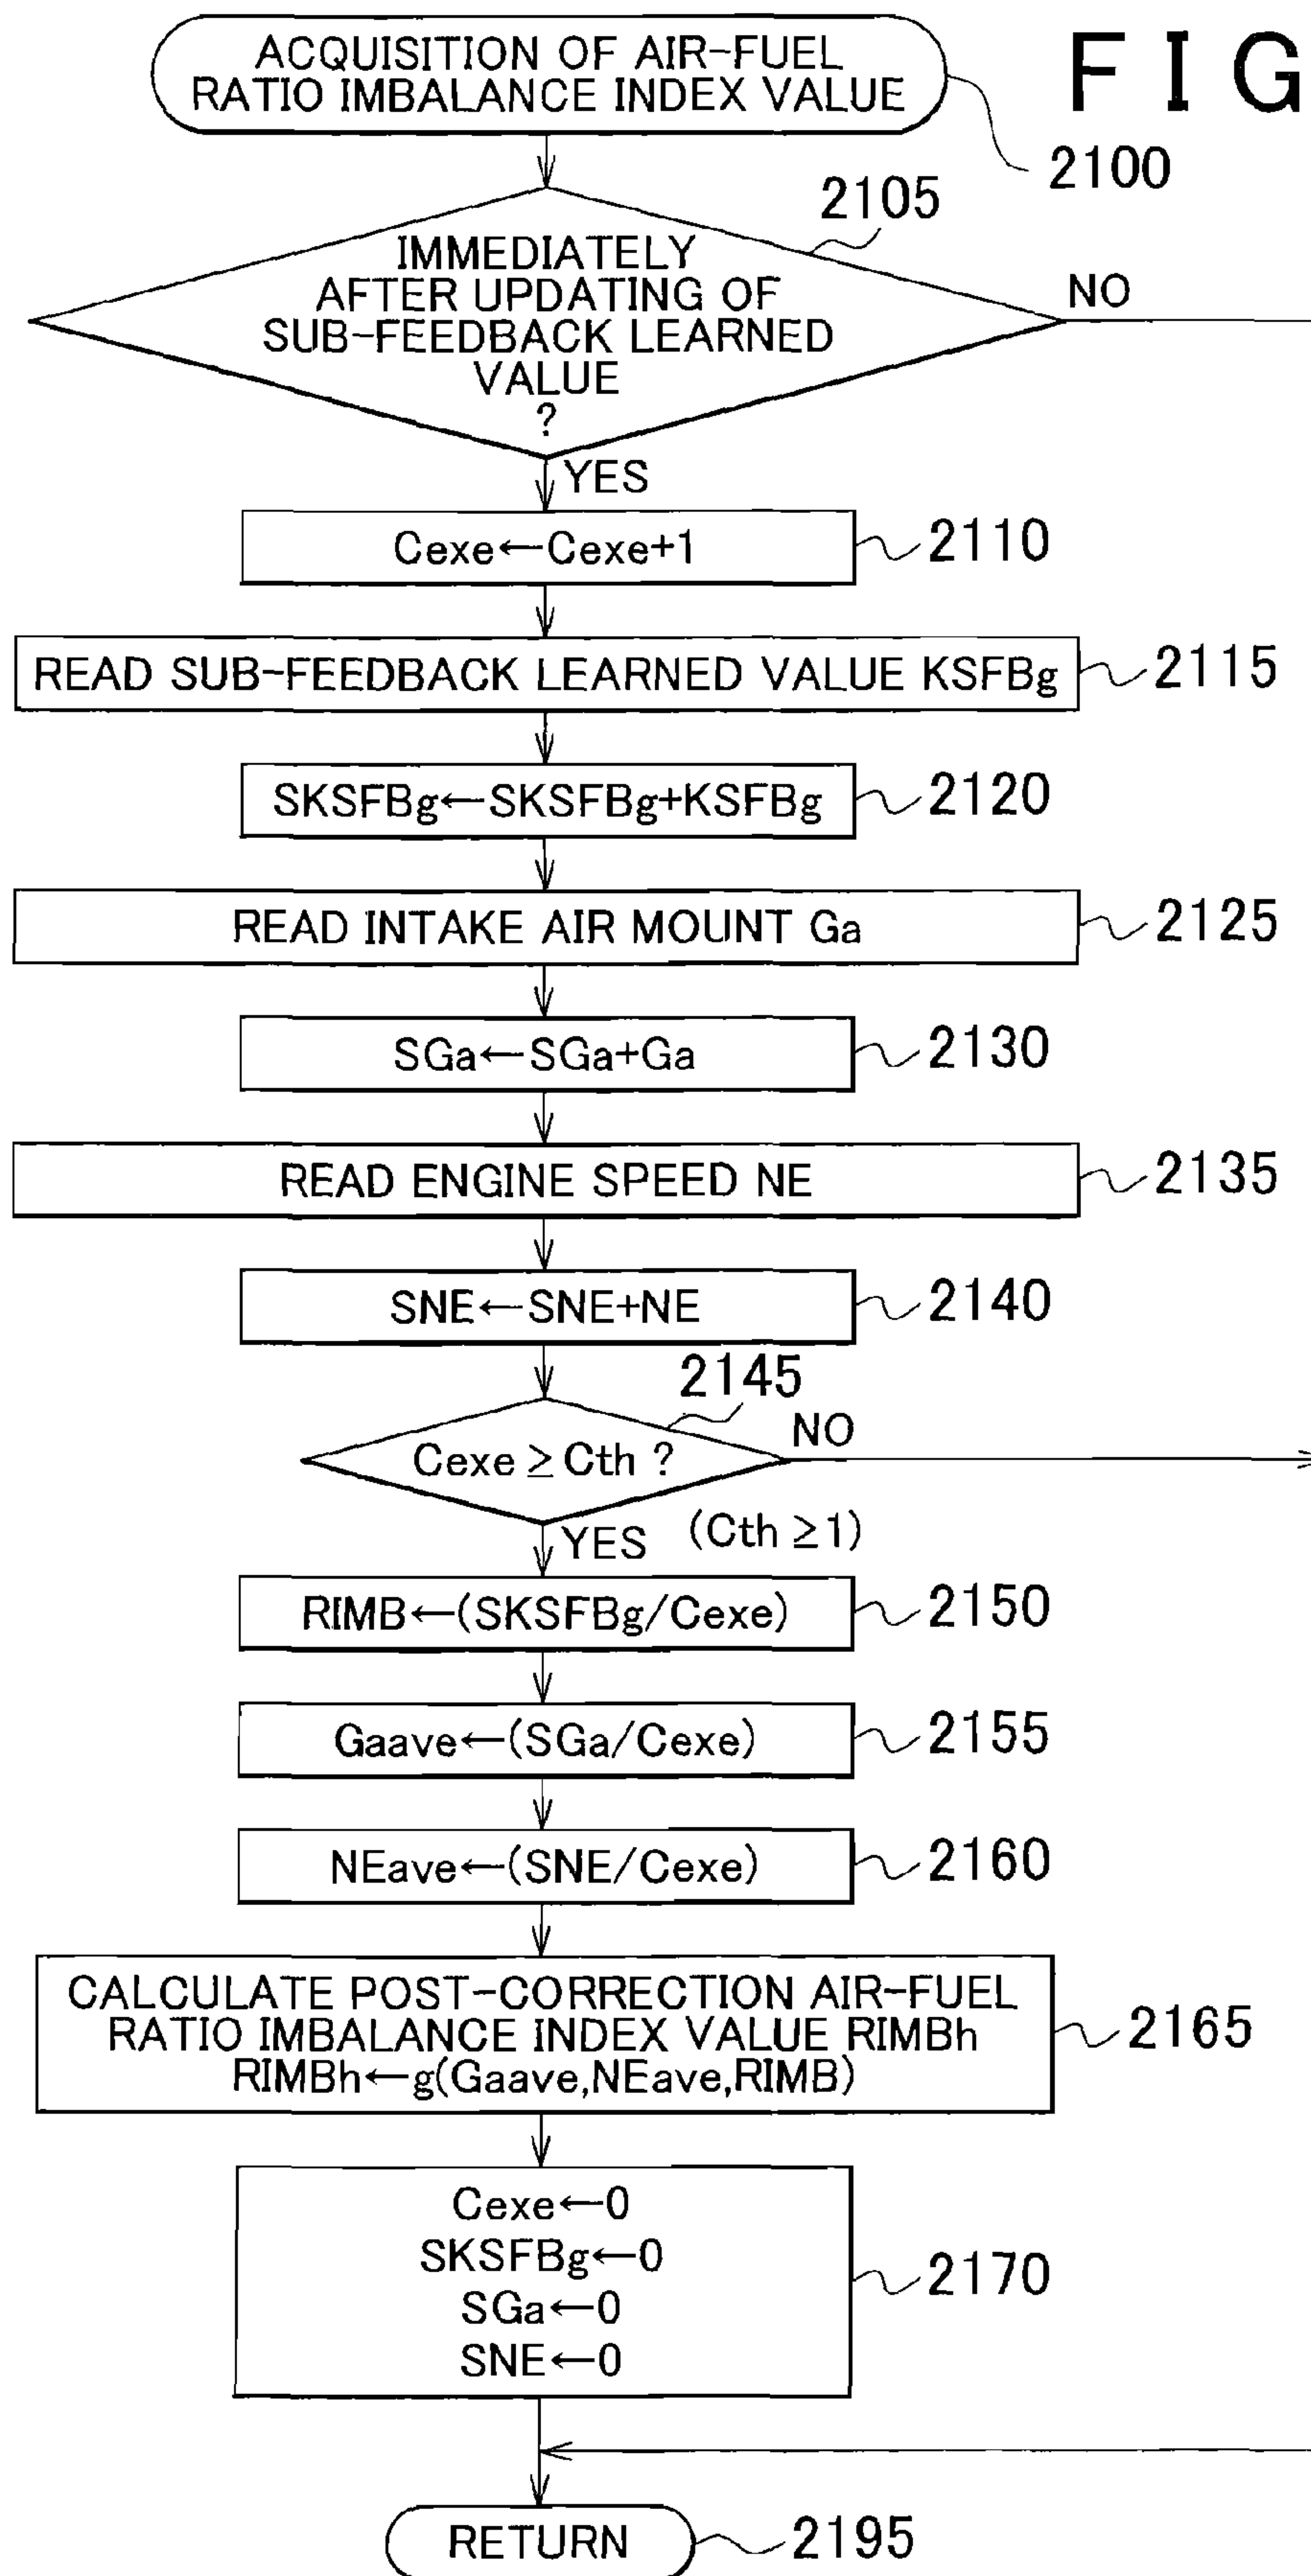 FIG
ACQUISITION OF AIR-FUEL
RATIO IMBALANCE INDEX VALUE
2100
2105
IMMEDIATELY
AFTER UPDATING OF
SUB-FEEDBACK LEARNED
VALUE
?
NO
YES
Cexe←Cexe+1
2110
READ SUB-FEEDBACK LEARNED VALUE KSFBg
2115
SKSFBg←SKSFBg+KSFBg
2120
READ INTAKE AIR MOUNT Ga
2125
SGa←SGa+Ga
2130
READ ENGINE SPEED NE
2135
SNE←SNE+NE
2140
2145
Cexe ≥ Cth ?
NO
YES (Cth ≥1)
RIMB←(SKSFBg/Cexe)
2150
Gaave←(SGa/Cexe)
2155
NEave←(SNE/Cexe)
2160
CALCULATE POST-CORRECTION AIR-FUEL
RATIO IMBALANCE INDEX VALUE RIMBh
RIMBh←g(Gaave,NEave,RIMB)
2165
Cexe←0
SKSFBg←0
SGa←0
SNE←0
2170
RETURN
2195